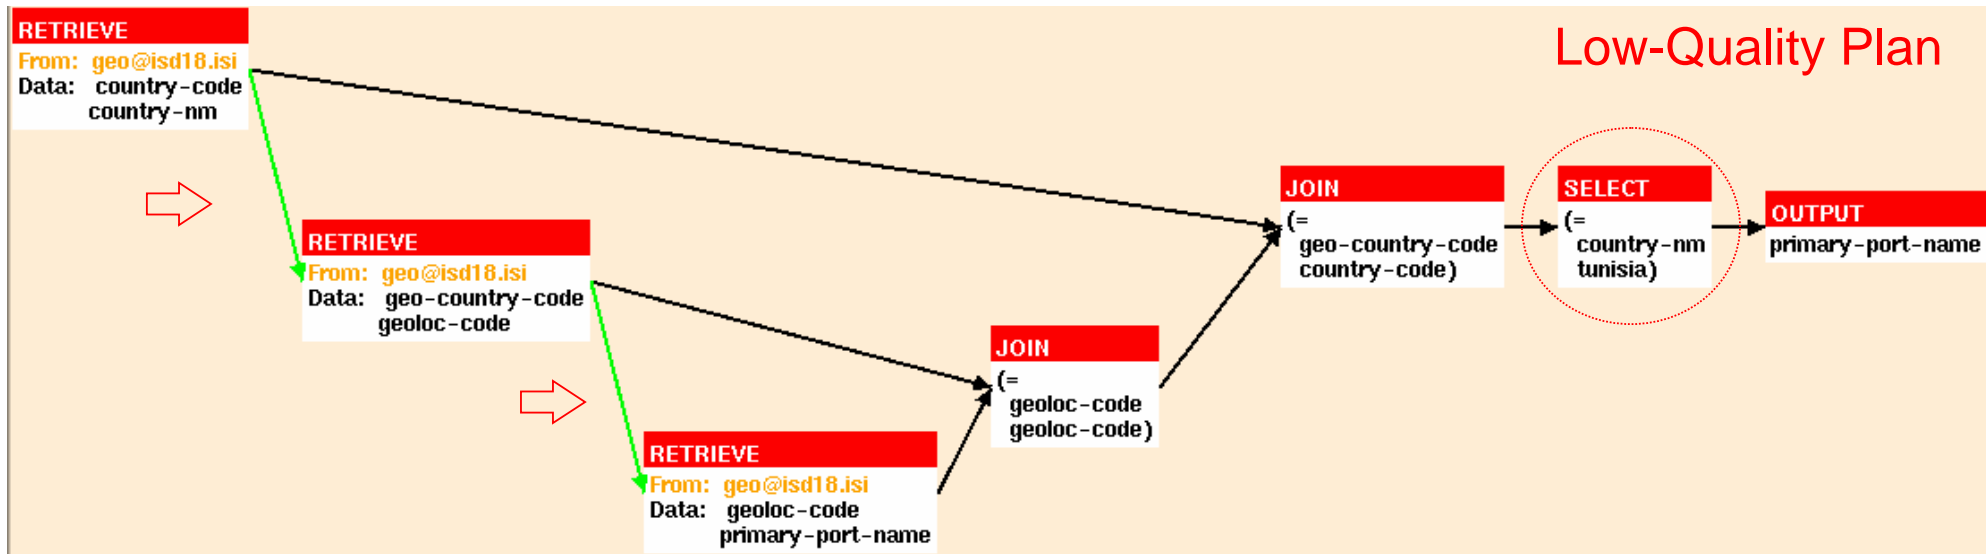 Low-Quality Plan
RETRIEVE
From: geo@isd18.isi
Data: country-code
country-nm
RETRIEVE
From: geo@isd18.isi
Data: geo-country-code
geoloc-code
RETRIEVE
From: geo@isd18.isi
Data: geoloc-code
primary-port-name
JOIN
(=
geoloc-code
geoloc-code)
JOIN
(=
geo-country-code
country-code)
SELECT
(=
country-nm
tunisia)
OUTPUT
primary-port-name